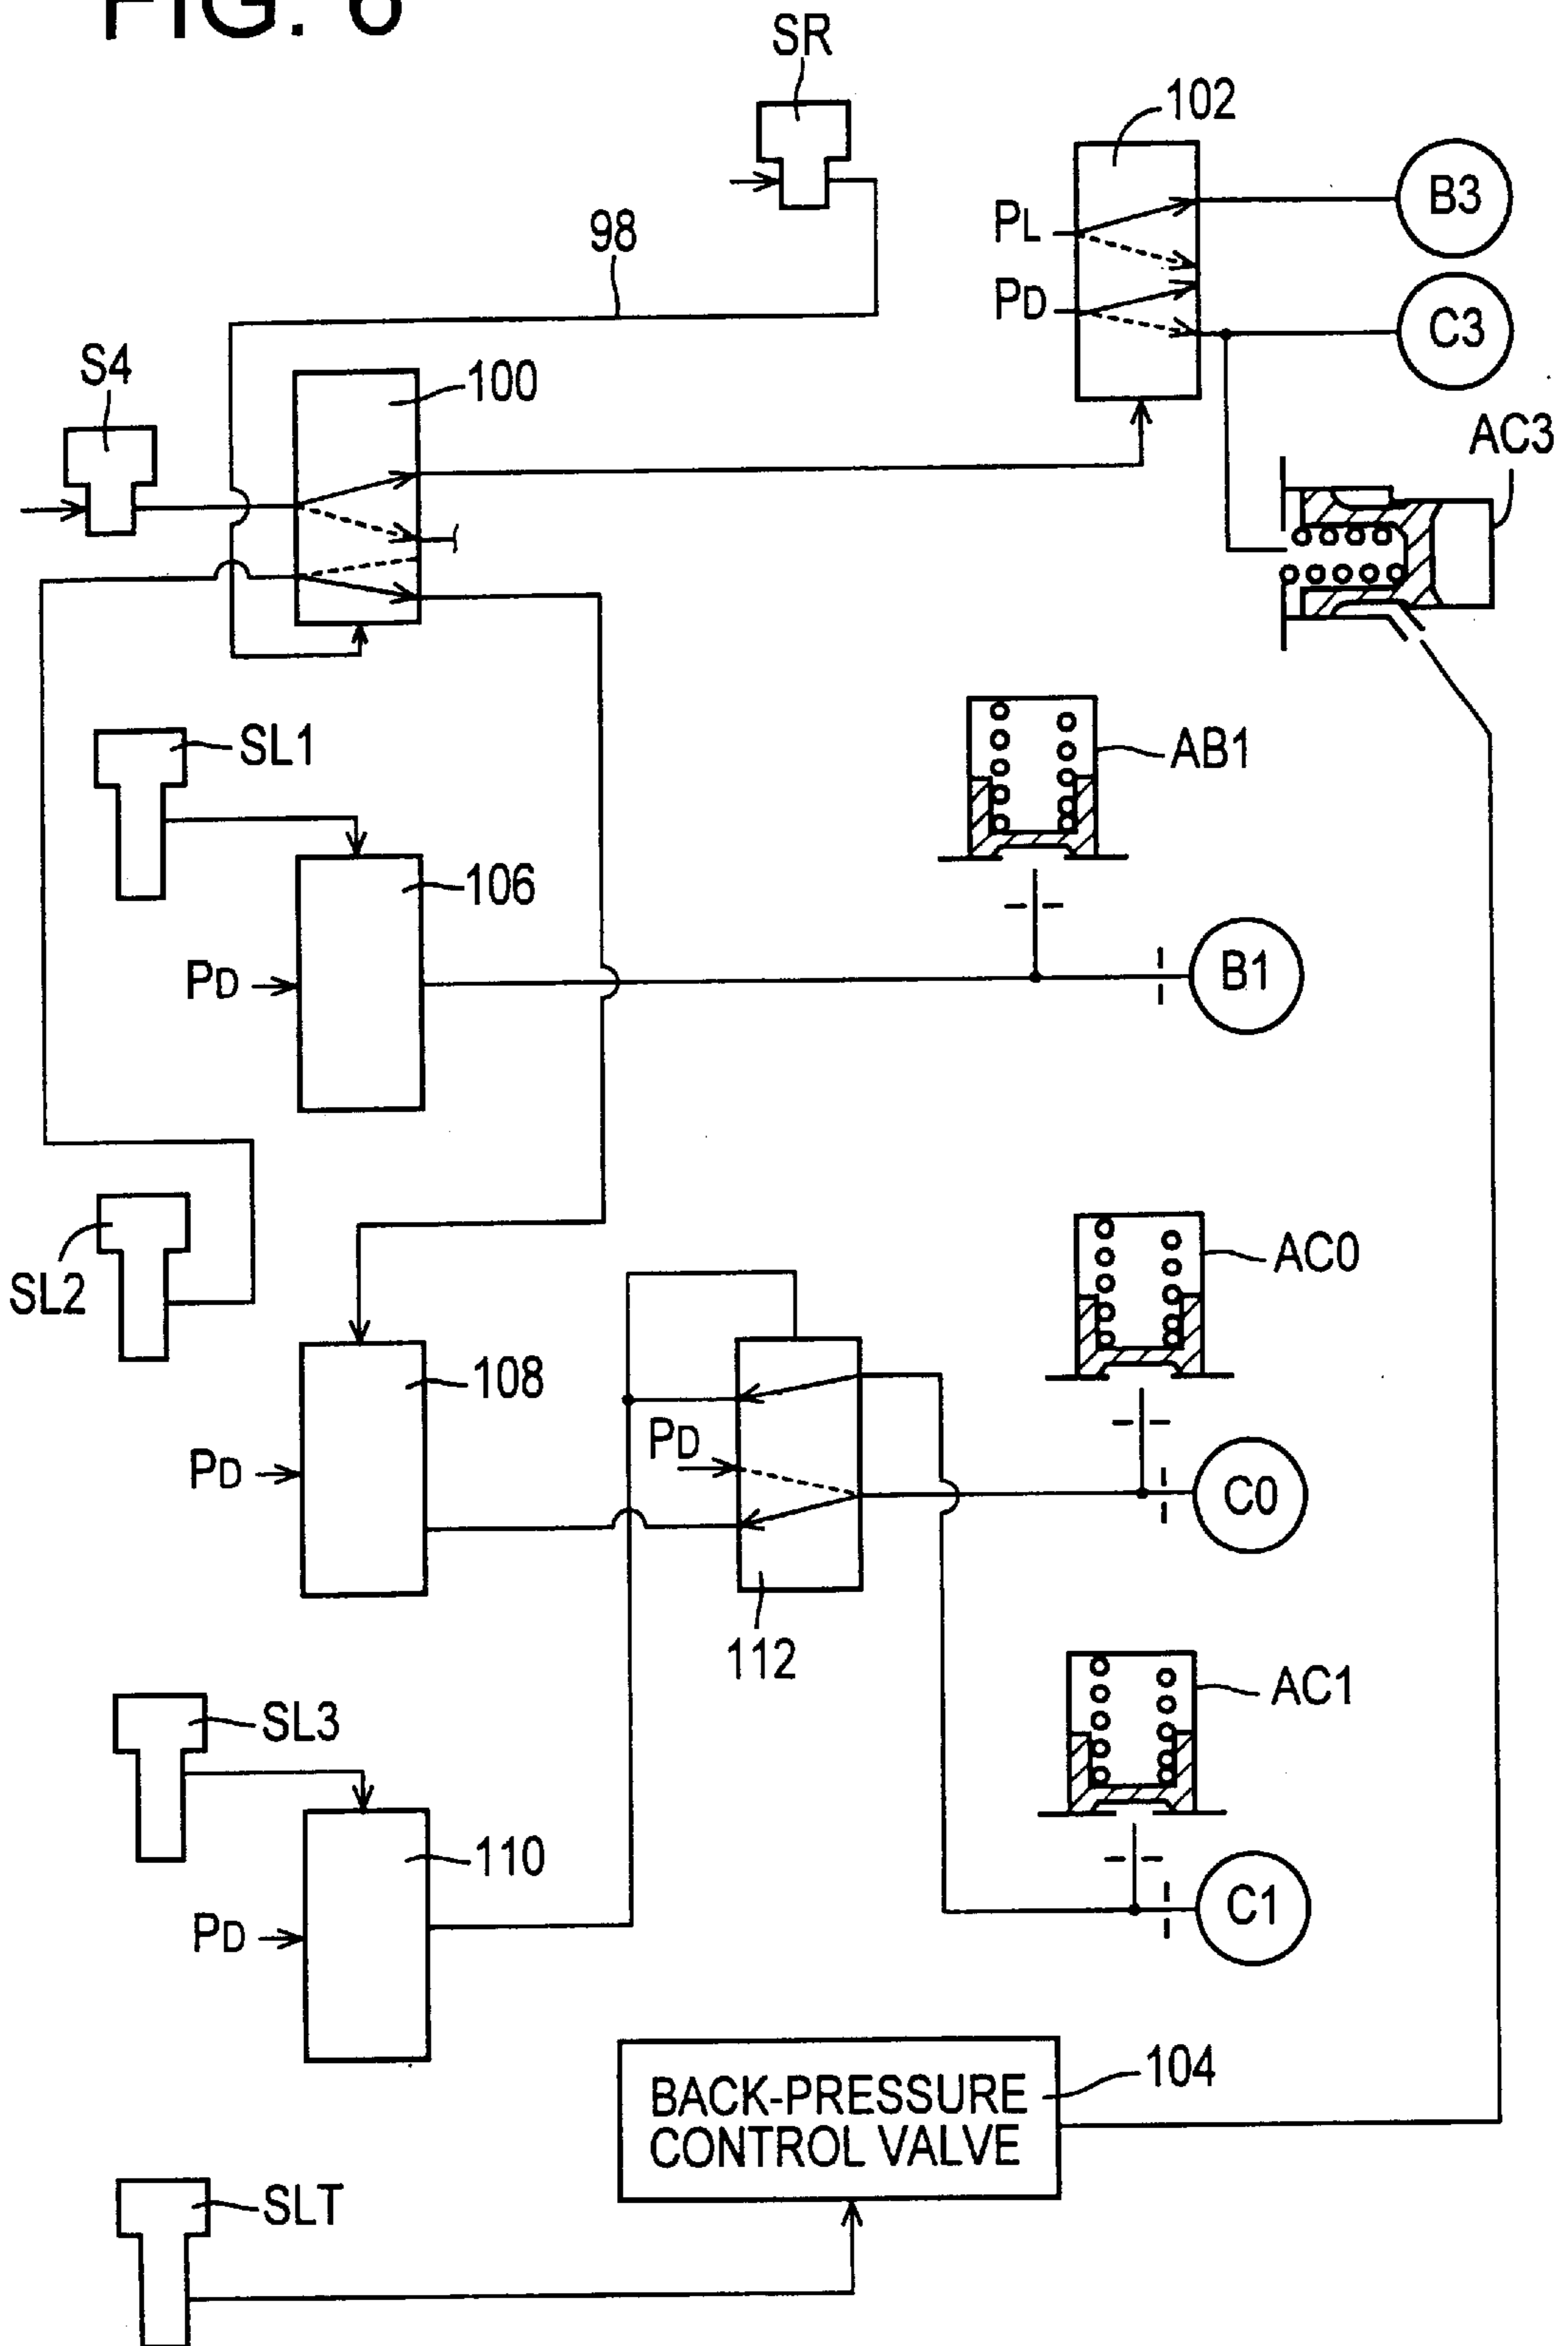 FIG. 6
SR
102
PL
B3
98
PD
C3
S4
100
AC3
SL1
AB1
106
PD
B1
SL2
AC0
108
PD
PD
C0
112
SL3
AC1
110
PD
C1
104
BACK-PRESSURE
CONTROL VALVE
SLT